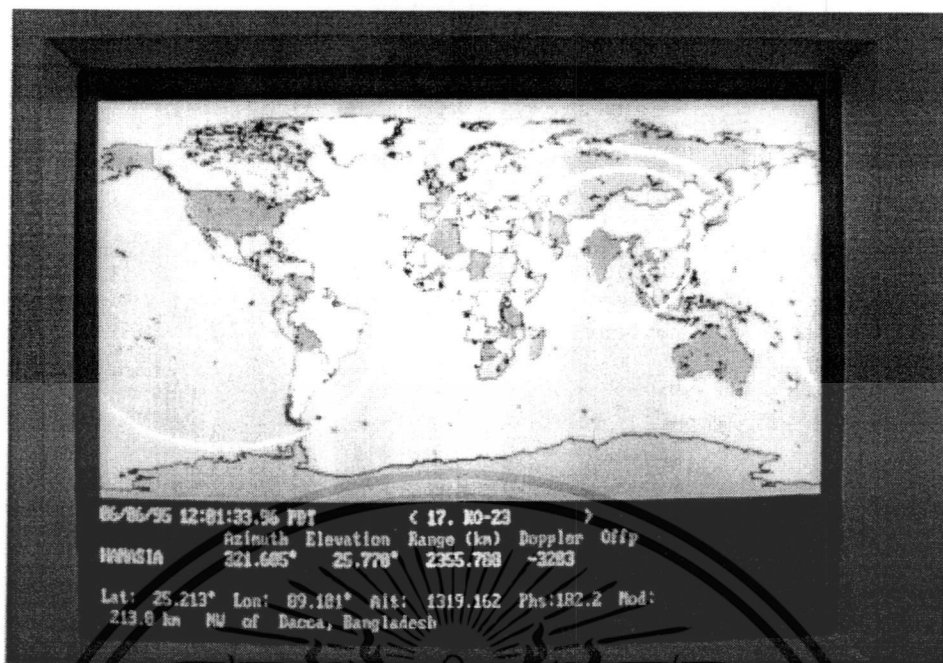 06/06/95 12:01:33.96 PDT < 17. KO-23 >
Azimuth Elevation Range (km) Doppler Offp
321.605° 25.770° 2355.788 -3283
Lat: 25.213° Lon: 89.181° Alt: 1319.162 Phs:182.2 Mod:
213.0 km NW of Dacca, Bangladesh